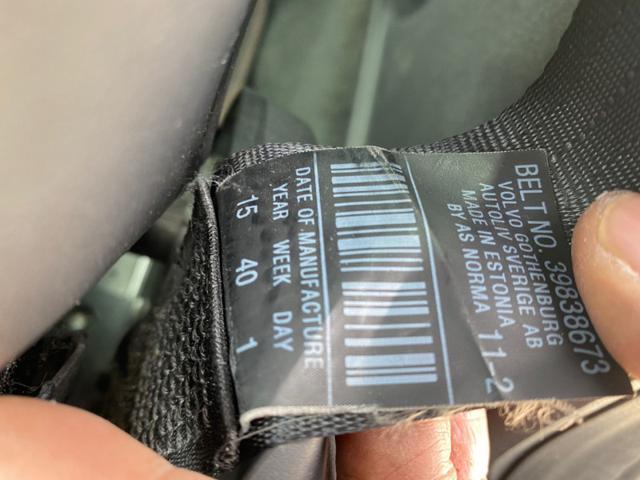 BELT NO. 39838673
VOLVO GOTHENBURG
AUTOLIV SVERIGE AB
MADE IN ESTONIA
BY AS NORMA 11-2
DATE OF MANUFACTURE
YEAR WEEK DAY
15 40 1